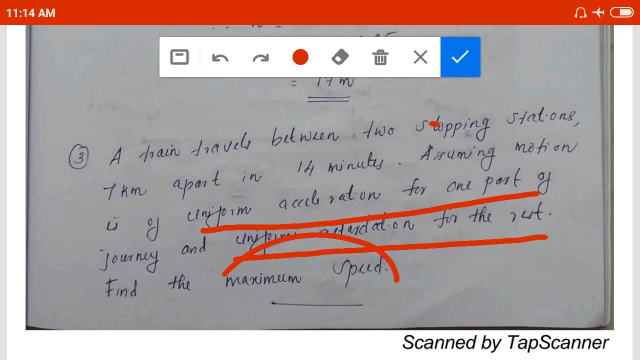 11:14 AM
= 17m
③ A train travels between two stopping stations,
7km apart in 14 minutes. Assuming motion
is of uniform acceleration for one part of
journey and uniform retardation for the rest.
Find the maximum speed.
Scanned by TapScanner